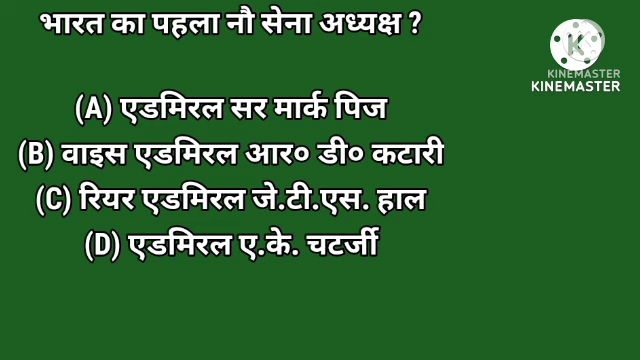 भारत का पहला नौ सेना अध्यक्ष ?
KINEMASTER
KINEMASTER
(A) एडमिरल सर मार्क पिज
(B) वाइस एडमिरल आर० डी० कटारी
(C) रियर एडमिरल जे.टी.एस. हाल
(D) एडमिरल ए.के. चटर्जी